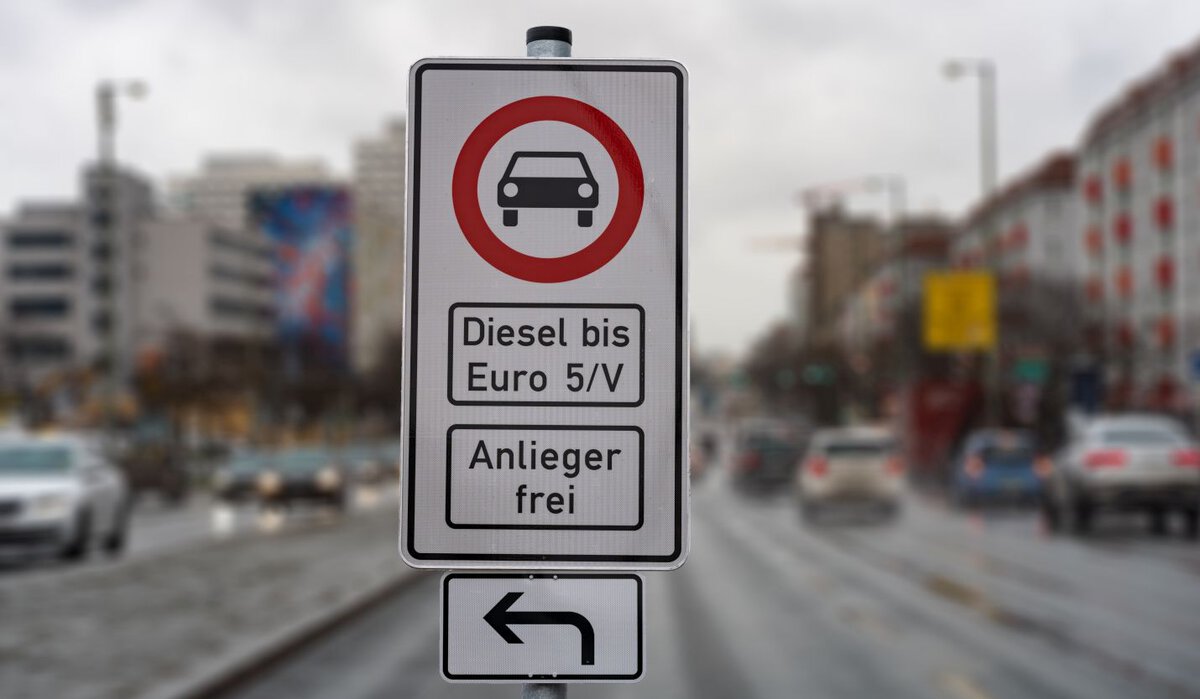 Diesel bis
Euro 5/V
Anlieger
frei